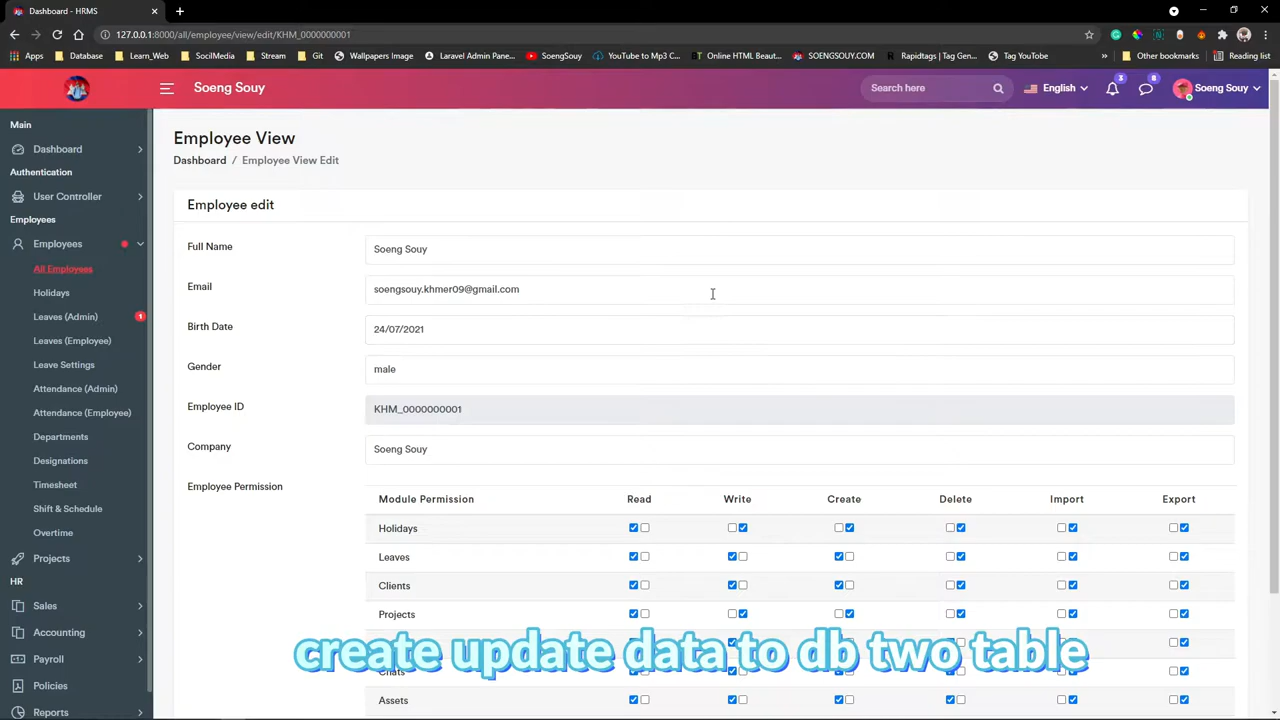 Dashboard - HRMS
127.0.0.1:8000/all/employee/view/edit/KHM_0000000001
Apps Database Learn_Web SocilMedia Stream Git_Git Wallpapers Image Laravel Admin Pane... SoengSouy YouTube to Mp3 C... Online HTML Beaut... SOENGSOUY.COM Rapidtags | Tag Gen... Tag YouTube » Other bookmarks Reading list
Soeng Souy Search here English 3 8 Soeng Souy
Main
Dashboard
Authentication
User Controller
Employees
Employees
All Employees
Holidays
Leaves (Admin) 1
Leaves (Employee)
Leave Settings
Attendance (Admin)
Attendance (Employee)
Departments
Designations
Timesheet
Shift & Schedule
Overtime
Projects
HR
Sales
Accounting
Payroll
Policies
Reports
Employee View
Dashboard / Employee View Edit
Employee edit
Full Name Soeng Souy
Email soengsouy.khmer09@gmail.com
Birth Date 24/07/2021
Gender male
Employee ID KHM_0000000001
Company Soeng Souy
Employee Permission
Module Permission Read Write Create Delete Import Export
Holidays
Leaves
Clients
Projects
Chats
Assets
create update data to db two table